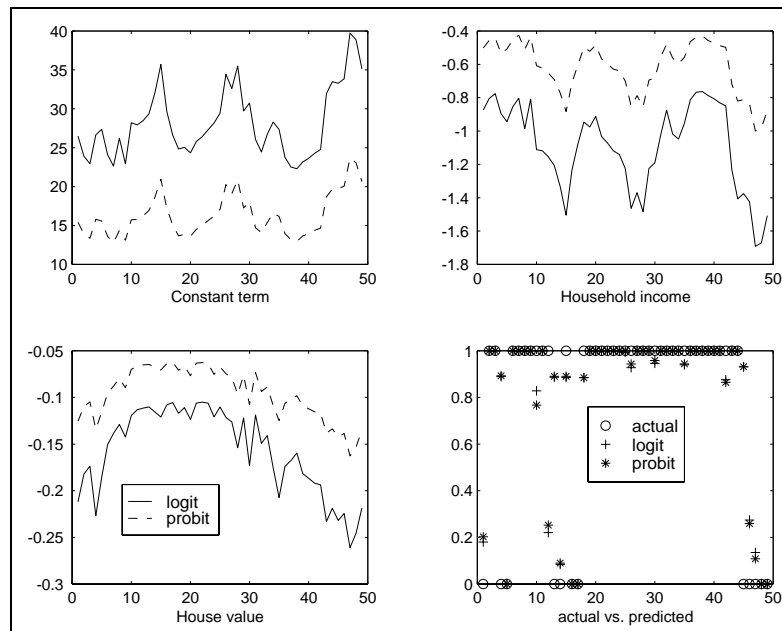 40
35
30
25
20
15
10
0 10 20 30 40 50
Constant term
-0.4
-0.6
-0.8
-1
-1.2
-1.4
-1.6
-1.8
0 10 20 30 40 50
Household income
-0.05
-0.1
-0.15
-0.2
-0.25
-0.3
logit
probit
0 10 20 30 40 50
House value
1
0.8
0.6
0.4
0.2
0
actual
logit
probit
0 10 20 30 40 50
actual vs. predicted